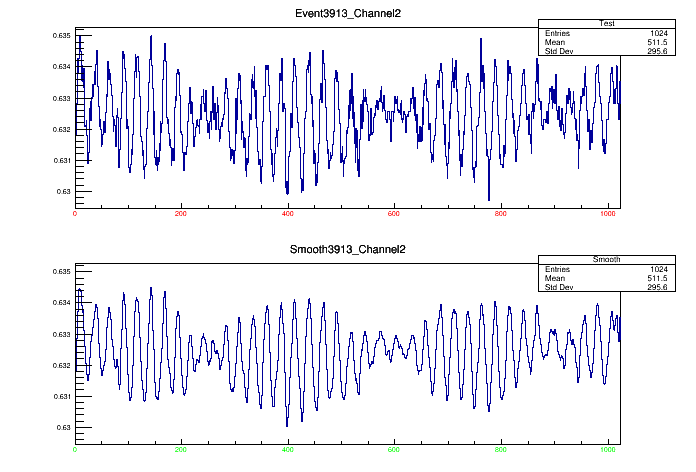 Event3913_Channel2
Test
Entries 1024
Mean 511.5
Std Dev 295.6
0.635
0.634
0.633
0.632
0.631
0.63
0 200 400 600 800 1000
Smooth3913_Channel2
Smooth
Entries 1024
Mean 511.5
Std Dev 295.6
0.635
0.634
0.633
0.632
0.631
0.63
0 200 400 600 800 1000